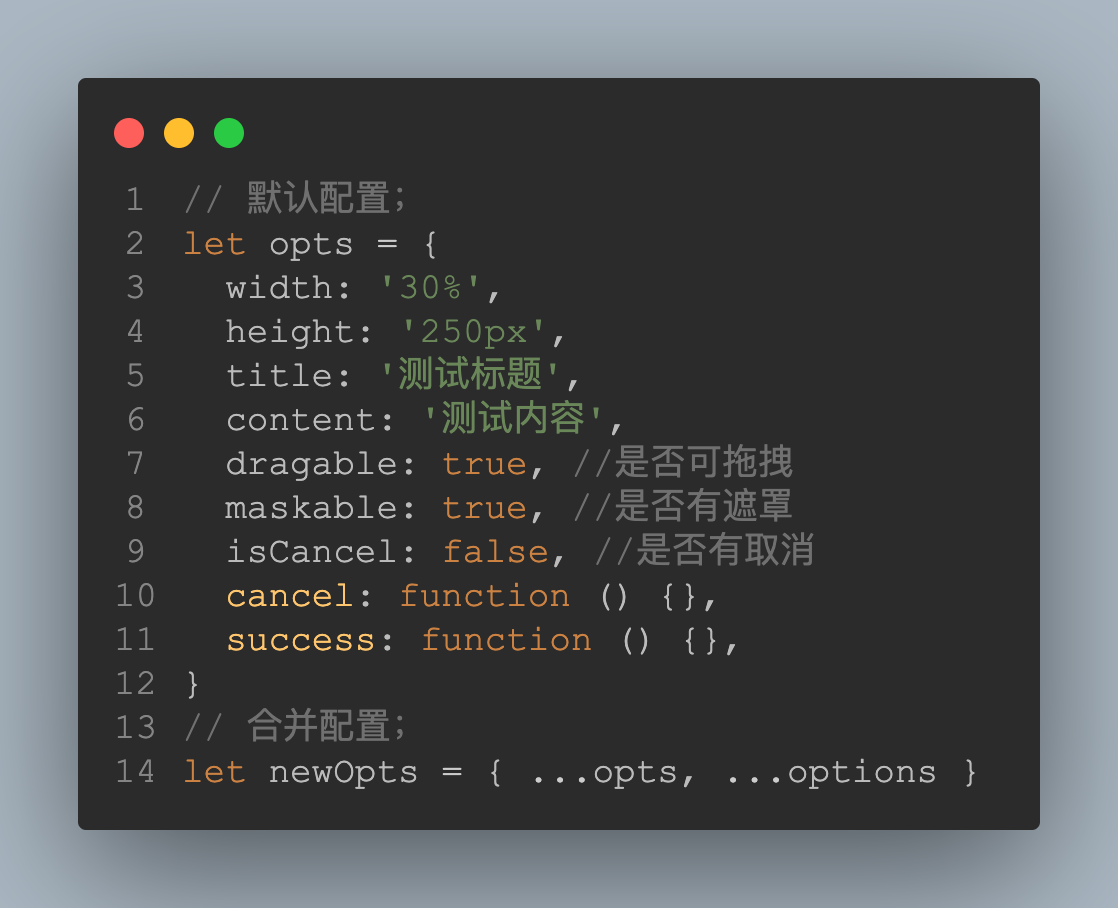 1 // 默认配置；
2 let opts = {
3   width: '30%',
4   height: '250px',
5   title: '测试标题',
6   content: '测试内容',
7   dragable: true, //是否可拖拽
8   maskable: true, //是否有遮罩
9   isCancel: false, //是否有取消
10   cancel: function () {},
11   success: function () {},
12 }
13 // 合并配置；
14 let newOpts = { ...opts, ...options }